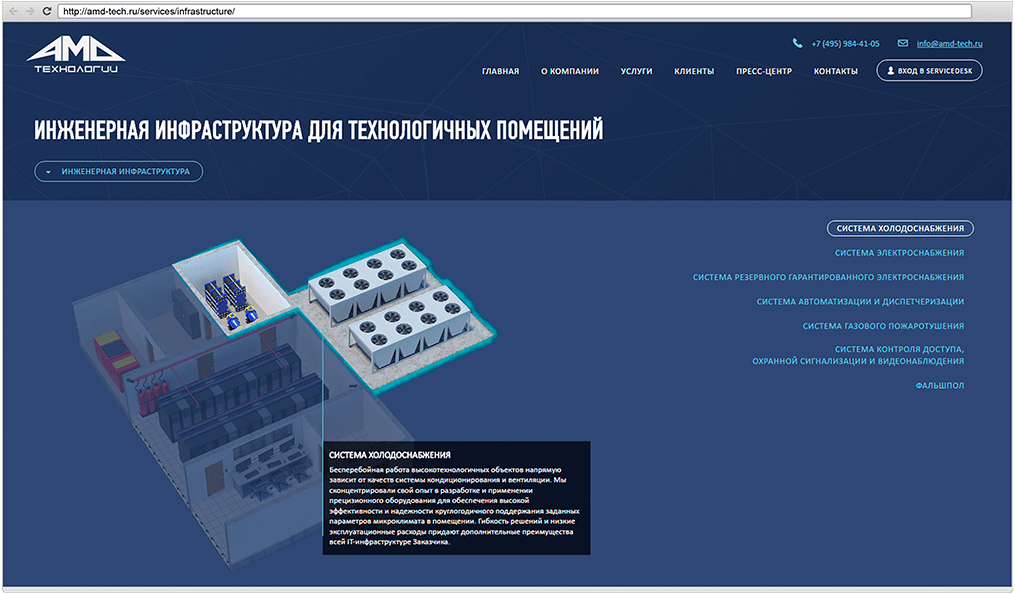 http://amd-tech.ru/services/infrastructure/
АМД
ТЕХНОЛОГИИ
+7 (495) 984-41-05
info@amd-tech.ru
ГЛАВНАЯ
О КОМПАНИИ
УСЛУГИ
КЛИЕНТЫ
ПРЕСС-ЦЕНТР
КОНТАКТЫ
ВХОД В SERVICEDESK
ИНЖЕНЕРНАЯ ИНФРАСТРУКТУРА ДЛЯ ТЕХНОЛОГИЧНЫХ ПОМЕЩЕНИЙ
ИНЖЕНЕРНАЯ ИНФРАСТРУКТУРА
СИСТЕМА ХОЛОДОСНАБЖЕНИЯ
СИСТЕМА ЭЛЕКТРОСНАБЖЕНИЯ
СИСТЕМА РЕЗЕРВНОГО ГАРАНТИРОВАННОГО ЭЛЕКТРОСНАБЖЕНИЯ
СИСТЕМА АВТОМАТИЗАЦИИ И ДИСПЕТЧЕРИЗАЦИИ
СИСТЕМА ГАЗОВОГО ПОЖАРОТУШЕНИЯ
СИСТЕМА КОНТРОЛЯ ДОСТУПА,
ОХРАННОЙ СИГНАЛИЗАЦИИ И ВИДЕОНАБЛЮДЕНИЯ
ФАЛЬШПОЛ
СИСТЕМА ХОЛОДОСНАБЖЕНИЯ
Бесперебойная работа высокотехнологичных объектов напрямую
зависит от качеств системы кондиционирования и вентиляции. Мы
сконцентрировали свой опыт в разработке и применении
прецизионного оборудования для обеспечения высокой
эффективности и надежности круглогодичного поддержания заданных
параметров микроклимата в помещении. Гибкость решений и низкие
эксплуатационные расходы придают дополнительные преимущества
всей IT-инфраструктуре Заказчика.